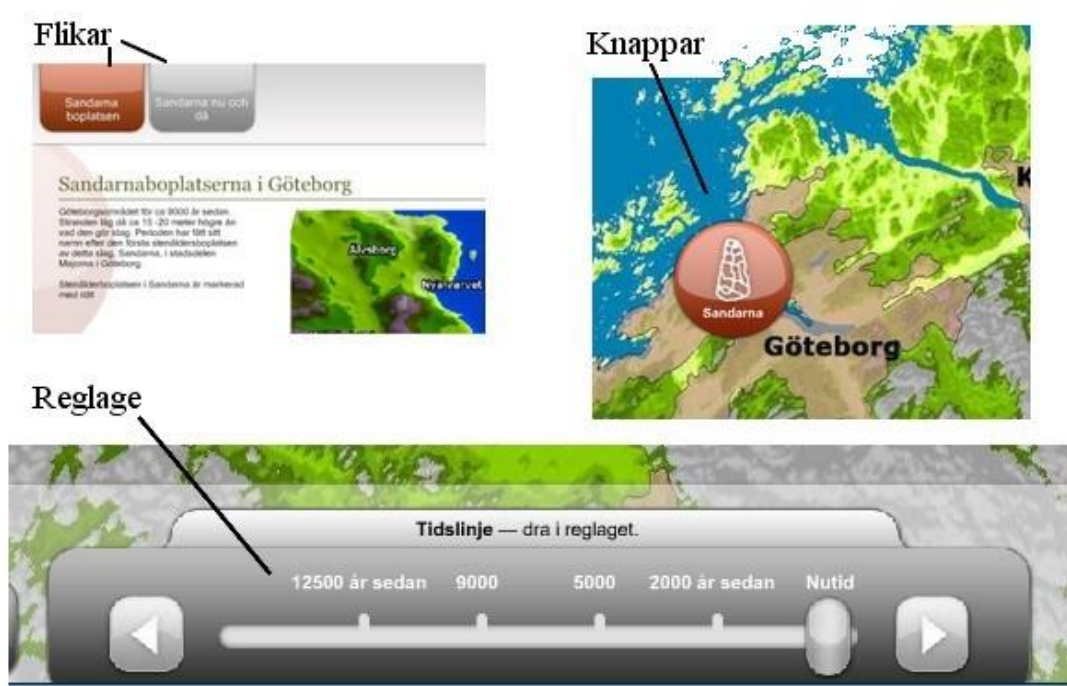 Flikar
Sandarna
boplatsen
Sandarna nu och
då
Sandarnaboplatserna i Göteborg
Göteborgsområdet för ca 9000 år sedan.
Stranden låg då ca 15 -20 meter högre än
vad den gör idag. Perioden har fått sitt
namn efter den första stenåldersboplatsen
av detta slag, Sandarna, i stadsdelen
Majorna i Göteborg.
Stenåldersboplatsen i Sandarna är markerad
med rött
Älvsborg
Nya varvet
Knappar
K
Sandarna
Göteborg
Reglage
Tidslinje — dra i reglaget.
12500 år sedan 9000 5000 2000 år sedan Nutid